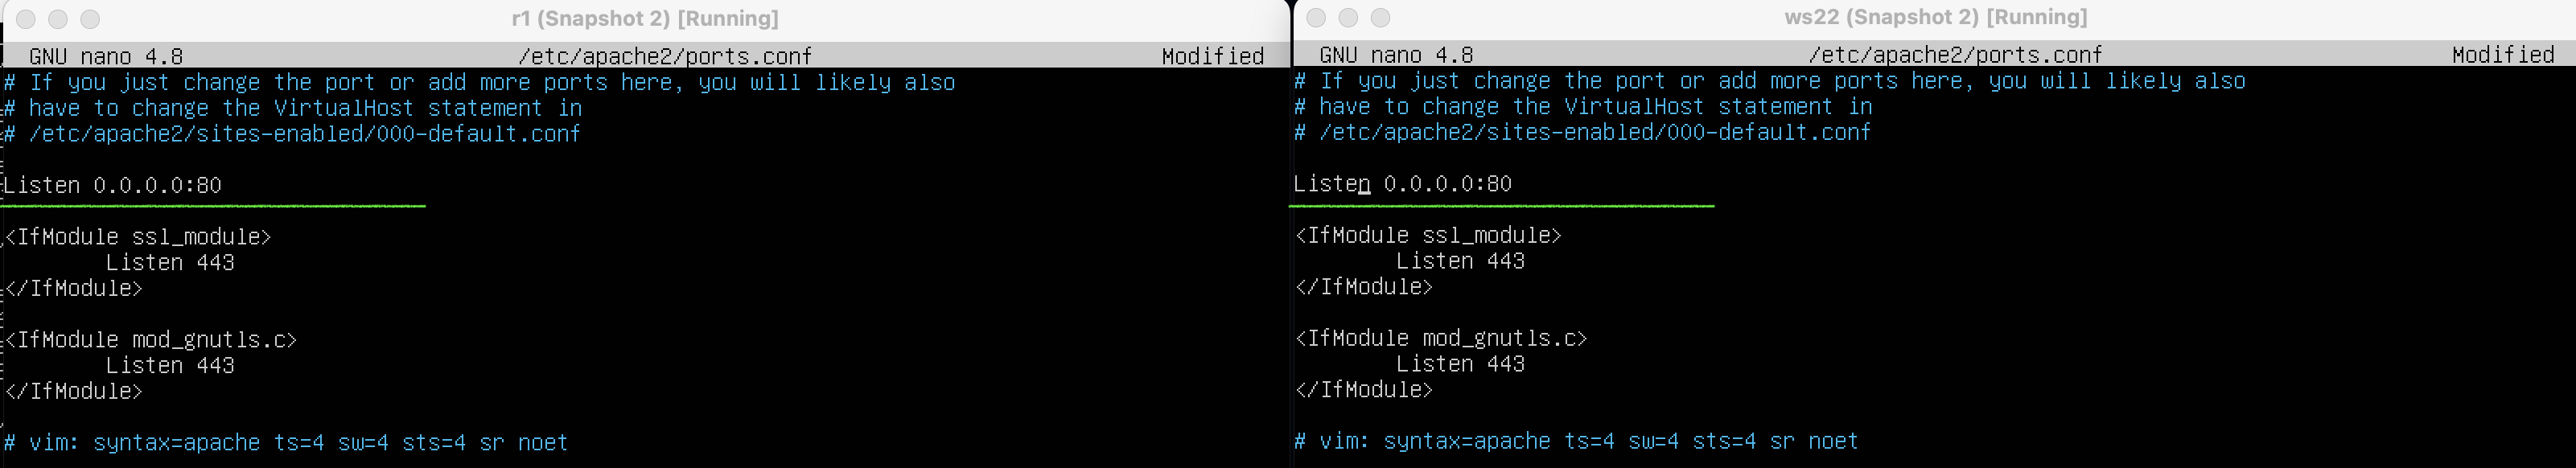 r1 (Snapshot 2) [Running]
GNU nano 4.8 /etc/apache2/ports.conf Modified
# If you just change the port or add more ports here, you will likely also
# have to change the VirtualHost statement in
# /etc/apache2/sites-enabled/000-default.conf
Listen 0.0.0.0:80
<IfModule ssl_module>
Listen 443
</IfModule>
<IfModule mod_gnutls.c>
Listen 443
</IfModule>
# vim: syntax=apache ts=4 sw=4 sts=4 sr noet
ws22 (Snapshot 2) [Running]
GNU nano 4.8 /etc/apache2/ports.conf Modified
# If you just change the port or add more ports here, you will likely also
# have to change the VirtualHost statement in
# /etc/apache2/sites-enabled/000-default.conf
Listen 0.0.0.0:80
<IfModule ssl_module>
Listen 443
</IfModule>
<IfModule mod_gnutls.c>
Listen 443
</IfModule>
# vim: syntax=apache ts=4 sw=4 sts=4 sr noet